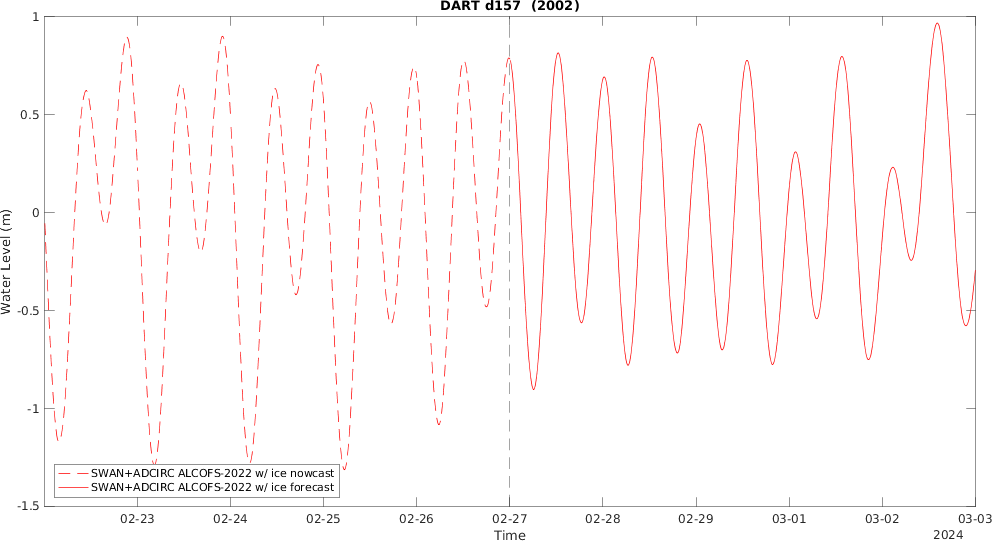 DART d157  (2002)
1
0.5
0
-0.5
-1
-1.5
Water Level (m)
SWAN+ADCIRC ALCOFS-2022 w/ ice nowcast
SWAN+ADCIRC ALCOFS-2022 w/ ice forecast
02-23 02-24 02-25 02-26 02-27 02-28 02-29 03-01 03-02 03-03
Time
2024